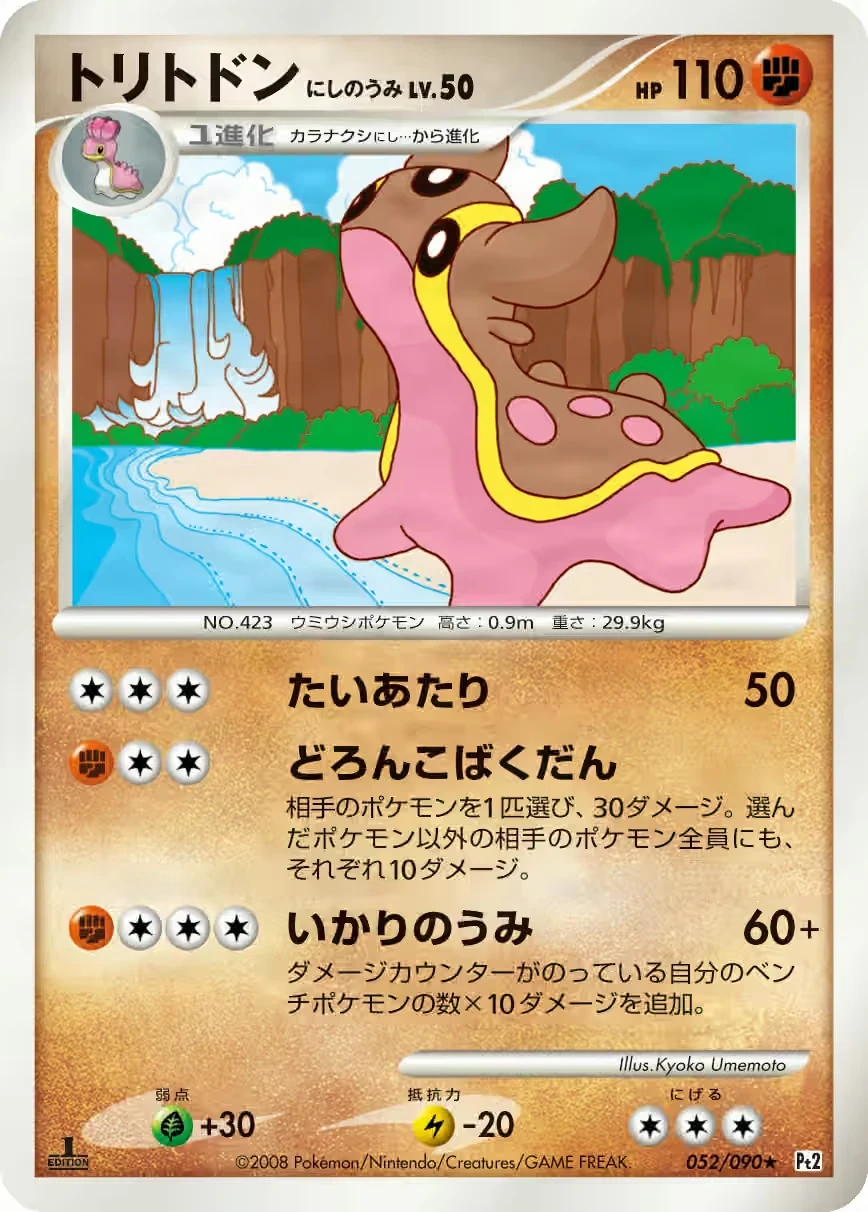 トリトドン にしのうみ LV.50 HP 110
1進化 カラナクシにし…から進化
NO.423 ウミウシポケモン 高さ:0.9m 重さ:29.9kg
たいあたり 50
どろんこばくだん
相手のポケモンを1匹選び、30ダメージ。選ん
だポケモン以外の相手のポケモン全員にも、
それぞれ10ダメージ。
いかりのうみ 60+
ダメージカウンターがのっている自分のベン
チポケモンの数×10ダメージを追加。
Illus.Kyoko Umemoto
弱点 +30 抵抗力 -20 にげる
1 EDITION
©2008 Pokémon/Nintendo/Creatures/GAME FREAK.
052/090★ Pt2